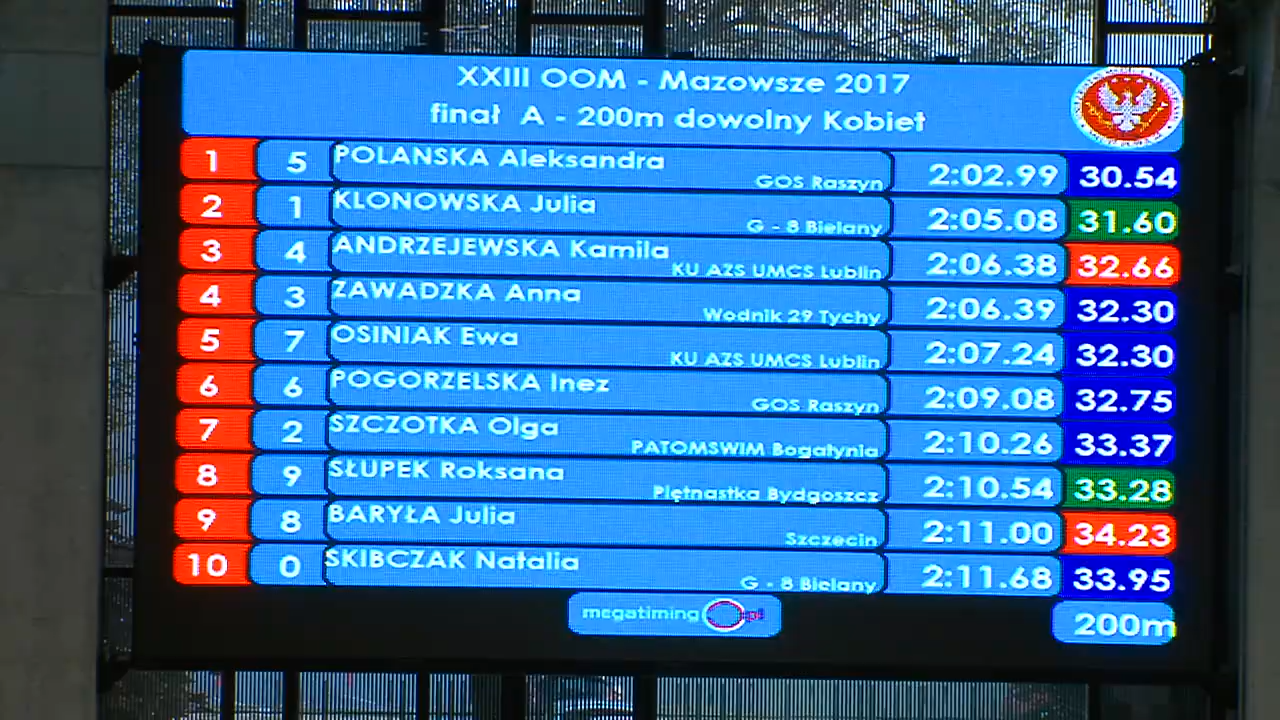 XXIII OOM - Mazowsze 2017
finał A - 200m dowolny Kobiet
1 5 POLANSKA Aleksandra GOS Raszyn 2:02.99 30.54
2 1 KLONOWSKA Julia G - 8 Bielany 2:05.08 31.60
3 4 ANDRZEJEWSKA Kamila KU AZS UMCS Lublin 2:06.38 32.66
4 3 ZAWADZKA Anna Wodnik 29 Tychy 2:06.39 32.30
5 7 OSINIAK Ewa KU AZS UMCS Lublin 2:07.24 32.30
6 6 POGORZELSKA Inez GOS Raszyn 2:09.08 32.75
7 2 SZCZOTKA Olga PATOMSWIM Bogatynia 2:10.26 33.37
8 9 SŁUPEK Roksana Piętnastka Bydgoszcz 2:10.54 33.28
9 8 BARYŁA Julia Szczecin 2:11.00 34.23
10 0 SKIBCZAK Natalia G - 8 Bielany 2:11.68 33.95
megatiming .pl
200m